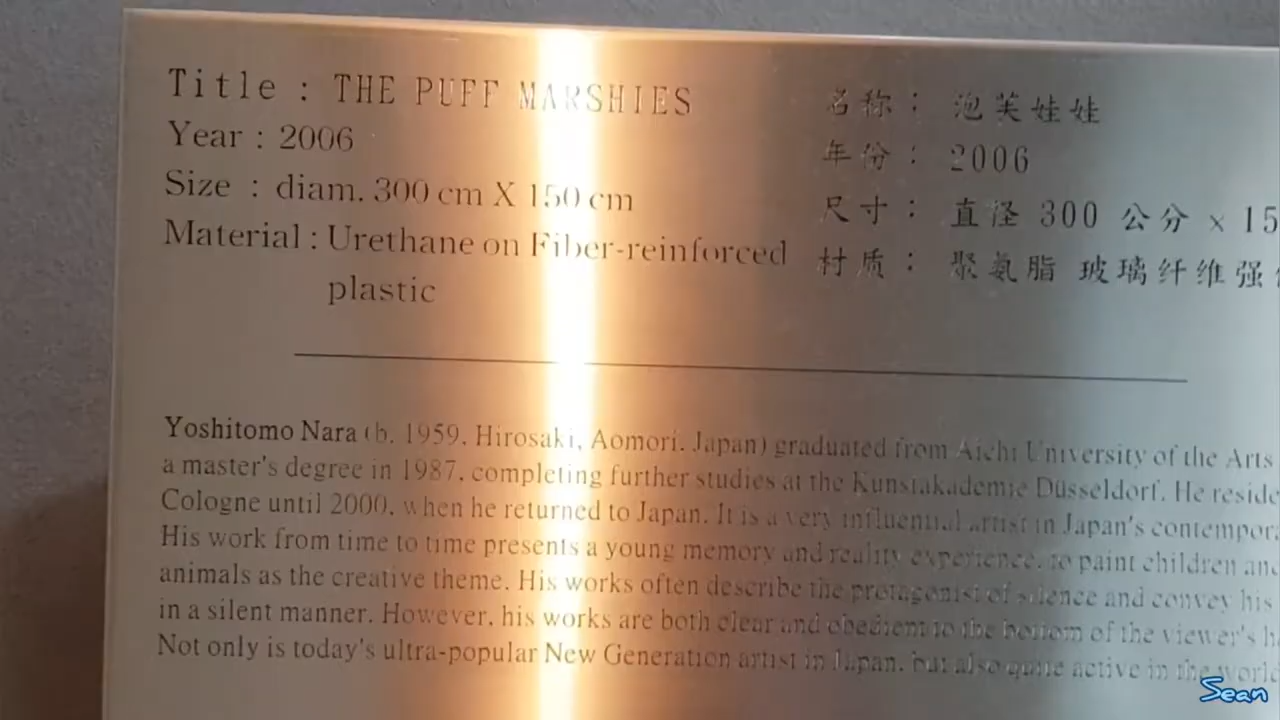 Title : THE PUFF MARSHIES
Year : 2006
Size : diam. 300 cm X 150 cm
Material : Urethane on Fiber-reinforced
plastic
名称： 泡芙娃娃
年份： 2006
尺寸： 直径 300 公分 × 15
材质： 聚氨脂 玻璃纤维强
Yoshitomo Nara (b. 1959. Hirosaki, Aomori. Japan) graduated from Aichi University of the Arts
a master's degree in 1987. completing further studies at the Kunstakademie Düsseldorf. He reside
Cologne until 2000. when he returned to Japan. It is a very influential artist in Japan's contempor
His work from time to time presents a young memory and reality experience. to paint children and
animals as the creative theme. His works often describe the protagonist of silence and convey his
in a silent manner. However, his works are both clear and obedient to the bottom of the viewer's h
Not only is today's ultra-popular New Generation artist in Japan. but also quite active in the world
Sean